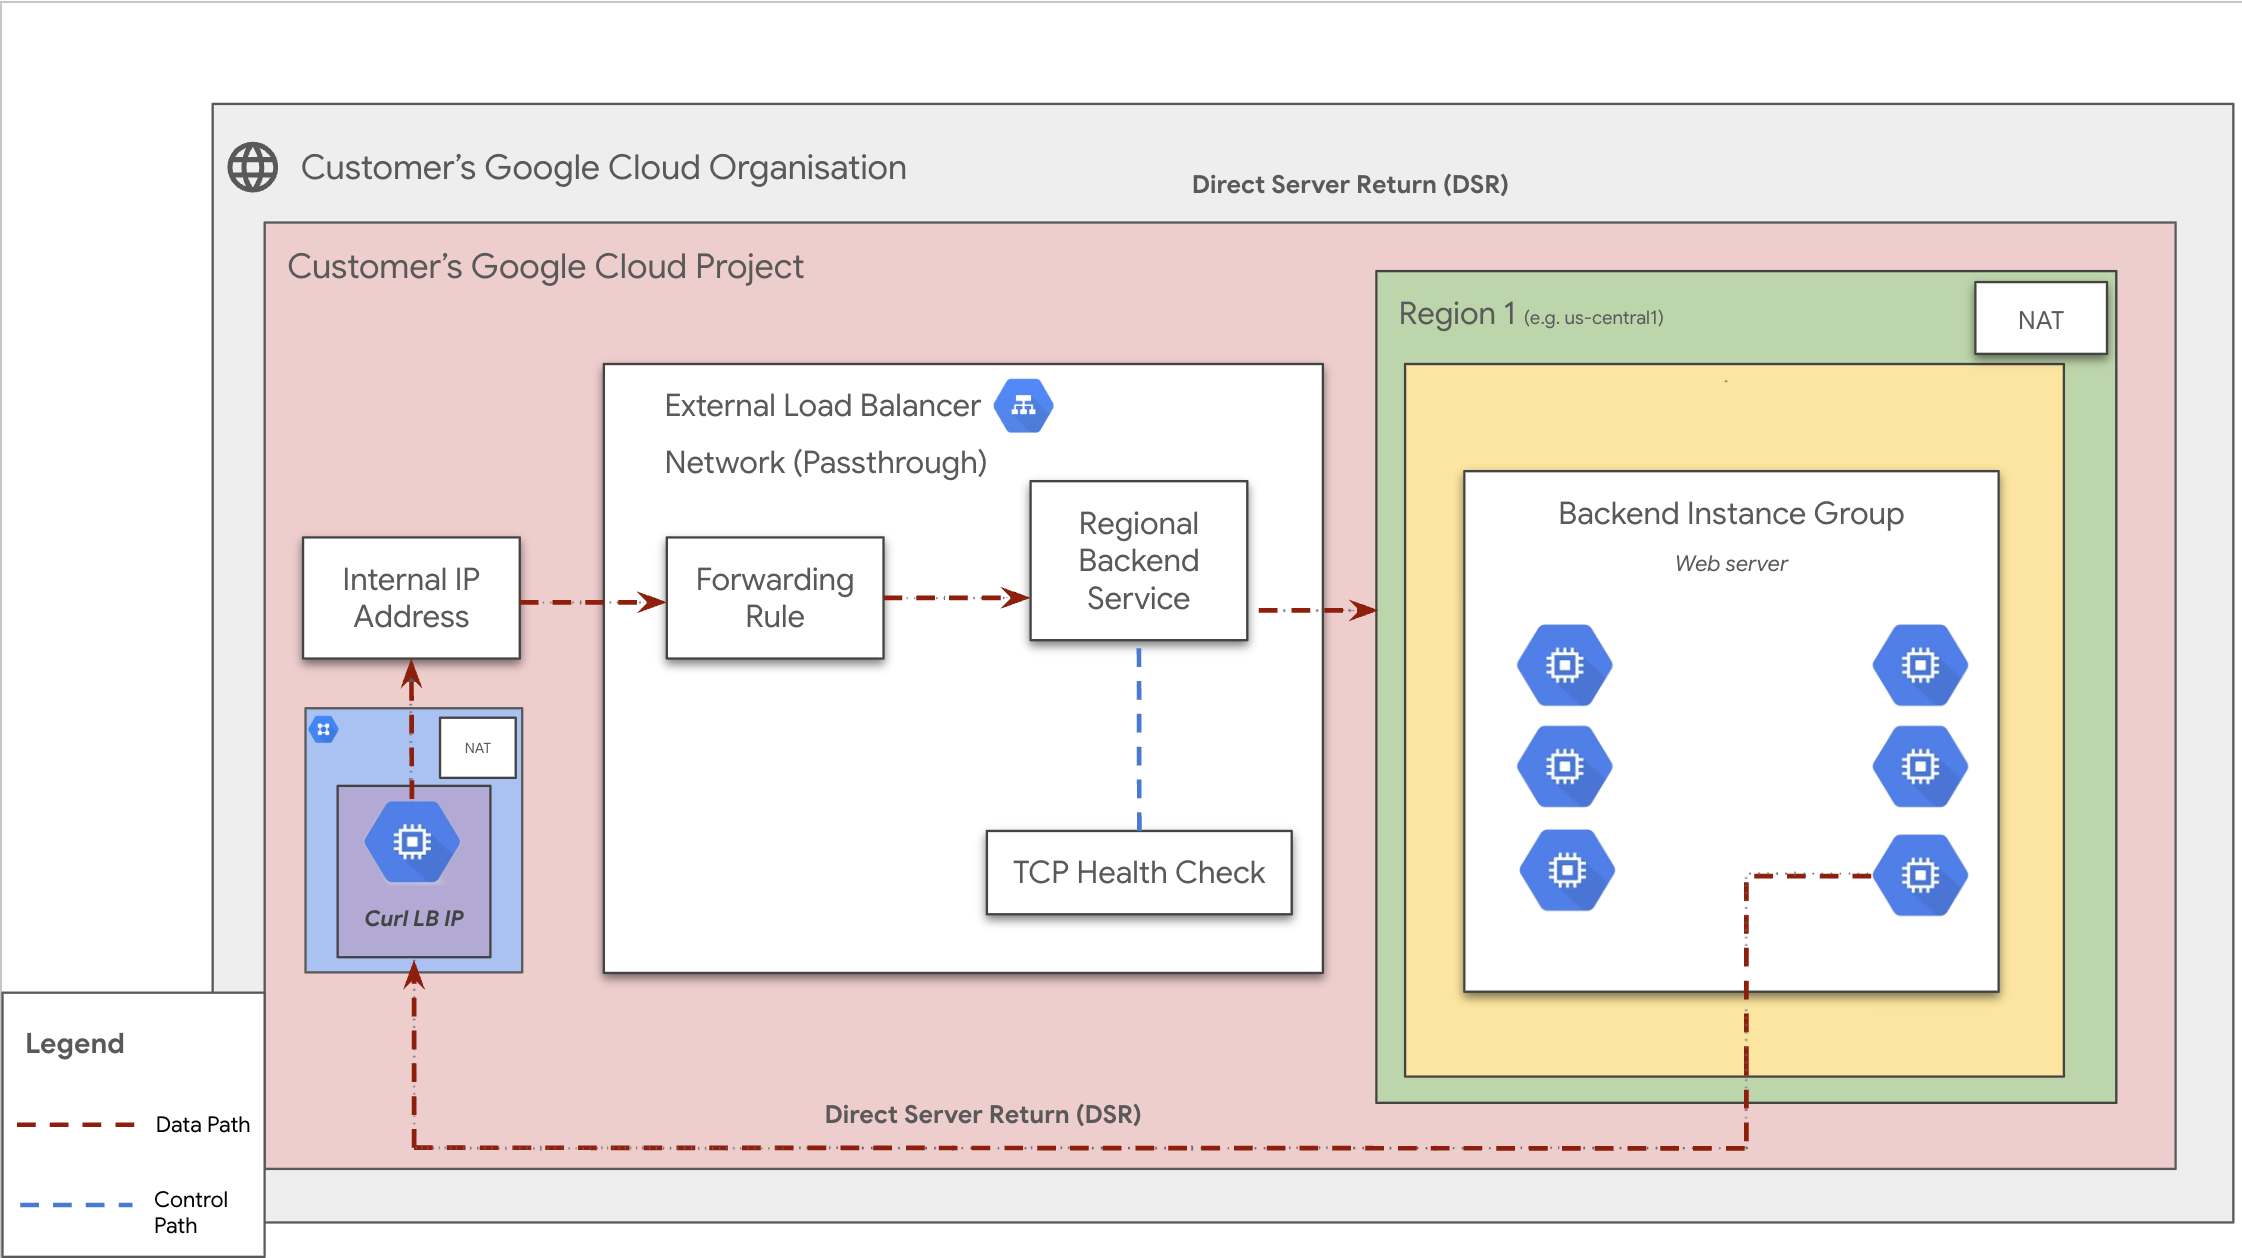 Customer's Google Cloud Organisation
Direct Server Return (DSR)
Customer's Google Cloud Project
Region 1 (e.g. us-central1)
NAT
External Load Balancer
Network (Passthrough)
Internal IP
Address
Forwarding
Rule
Regional
Backend
Service
Backend Instance Group
Web server
NAT
Curl LB IP
TCP Health Check
Direct Server Return (DSR)
Legend
Data Path
Control
Path